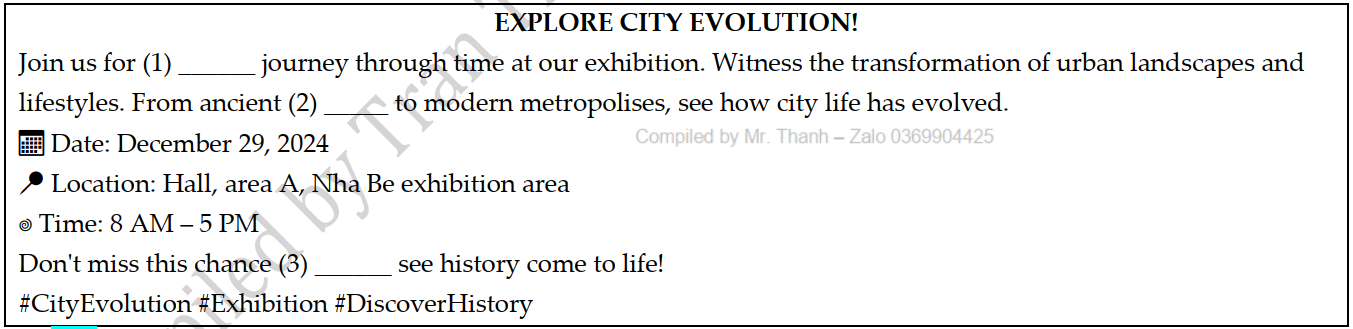 EXPLORE CITY EVOLUTION!
Join us for (1) ______ journey through time at our exhibition. Witness the transformation of urban landscapes and
lifestyles. From ancient (2) _____ to modern metropolises, see how city life has evolved.
Compiled by Mr. Thanh – Zalo 0369904425
Date: December 29, 2024
Location: Hall, area A, Nha Be exhibition area
Time: 8 AM – 5 PM
Don't miss this chance (3) ______ see history come to life!
#CityEvolution #Exhibition #DiscoverHistory
piled by Tran T